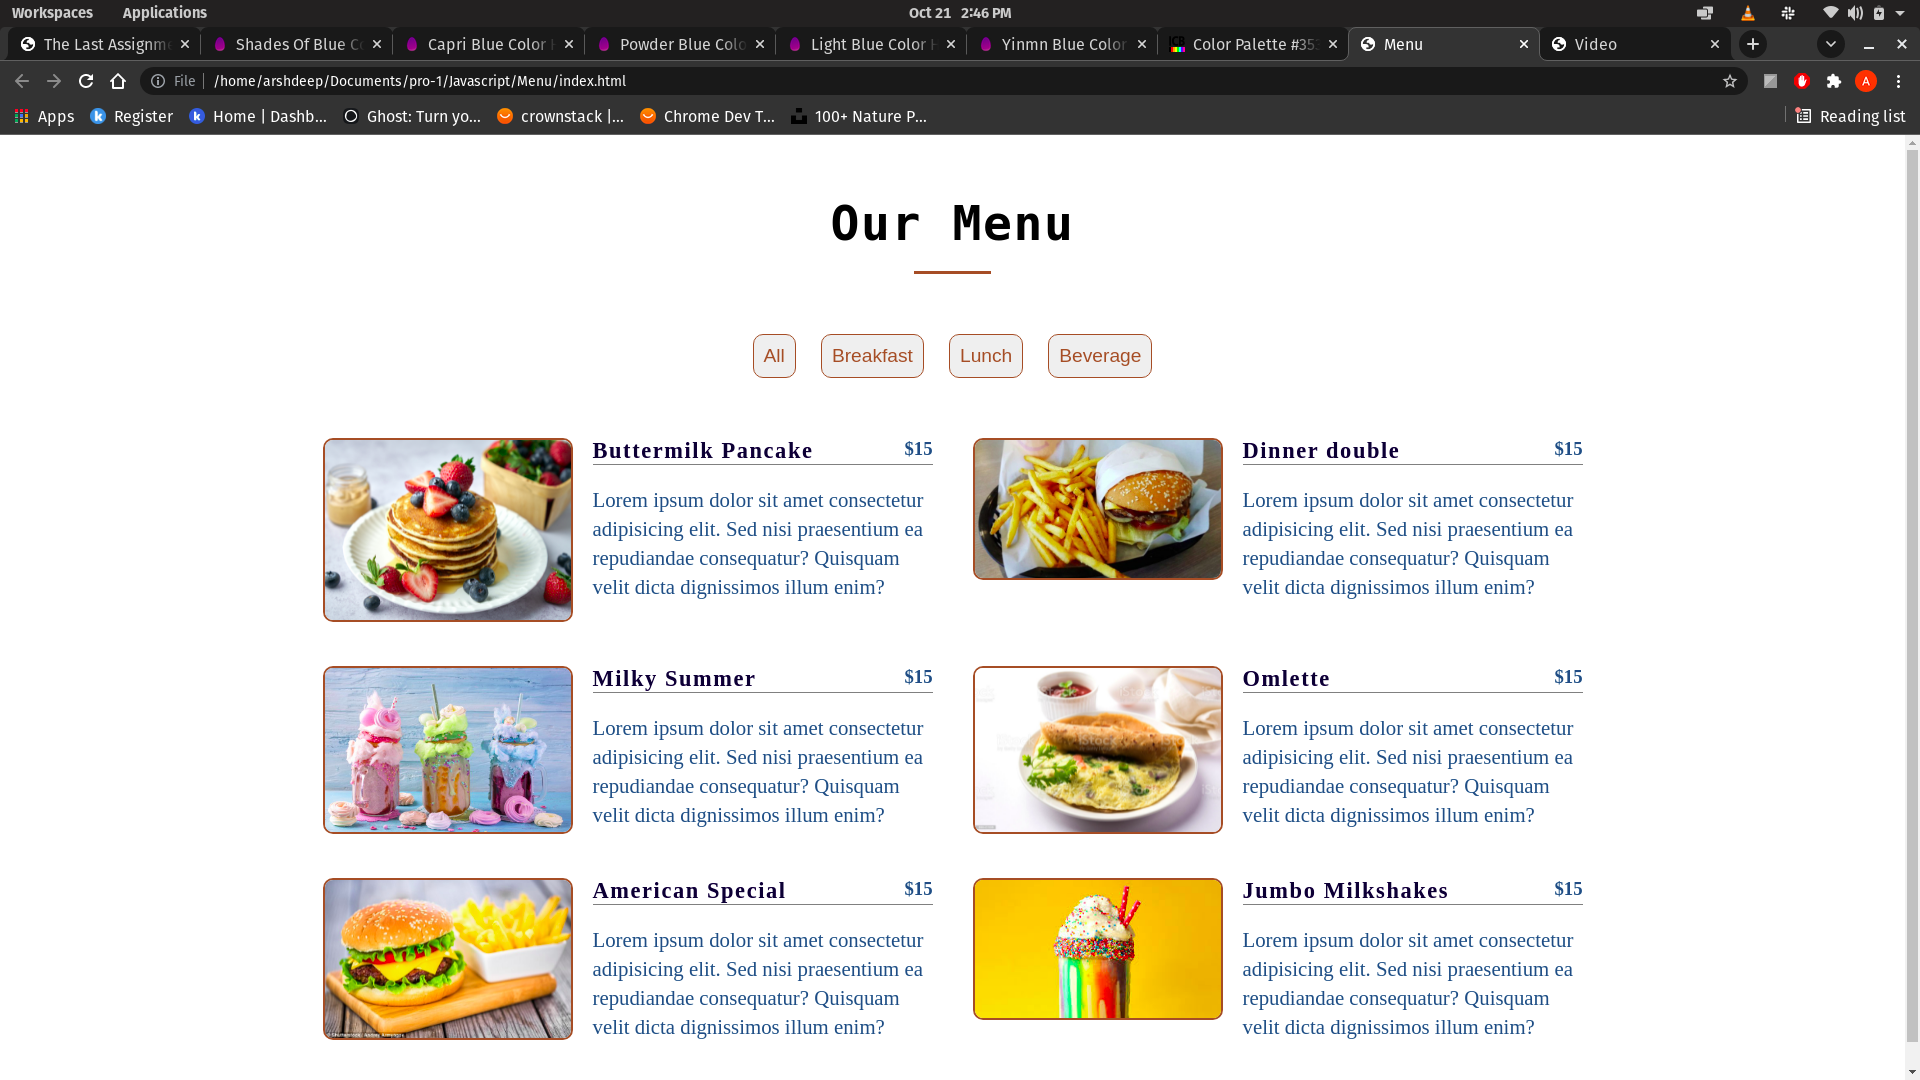 Workspaces Applications Oct 21 2:46 PM
The Last Assignm Shades Of Blue Co Capri Blue Color Powder Blue Colo Light Blue Color Yinmn Blue Color Color Palette #353 Menu Video
File /home/arshdeep/Documents/pro-1/Javascript/Menu/index.html A
Apps Register Home | Dashb... Ghost: Turn yo... crownstack |... Chrome Dev T... 100+ Nature P... Reading list
Our Menu
All Breakfast Lunch Beverage
Buttermilk Pancake $15
Lorem ipsum dolor sit amet consectetur
adipisicing elit. Sed nisi praesentium ea
repudiandae consequatur? Quisquam
velit dicta dignissimos illum enim?
Dinner double $15
Lorem ipsum dolor sit amet consectetur
adipisicing elit. Sed nisi praesentium ea
repudiandae consequatur? Quisquam
velit dicta dignissimos illum enim?
Milky Summer $15
Lorem ipsum dolor sit amet consectetur
adipisicing elit. Sed nisi praesentium ea
repudiandae consequatur? Quisquam
velit dicta dignissimos illum enim?
Omlette $15
Lorem ipsum dolor sit amet consectetur
adipisicing elit. Sed nisi praesentium ea
repudiandae consequatur? Quisquam
velit dicta dignissimos illum enim?
American Special $15
Lorem ipsum dolor sit amet consectetur
adipisicing elit. Sed nisi praesentium ea
repudiandae consequatur? Quisquam
velit dicta dignissimos illum enim?
Jumbo Milkshakes $15
Lorem ipsum dolor sit amet consectetur
adipisicing elit. Sed nisi praesentium ea
repudiandae consequatur? Quisquam
velit dicta dignissimos illum enim?